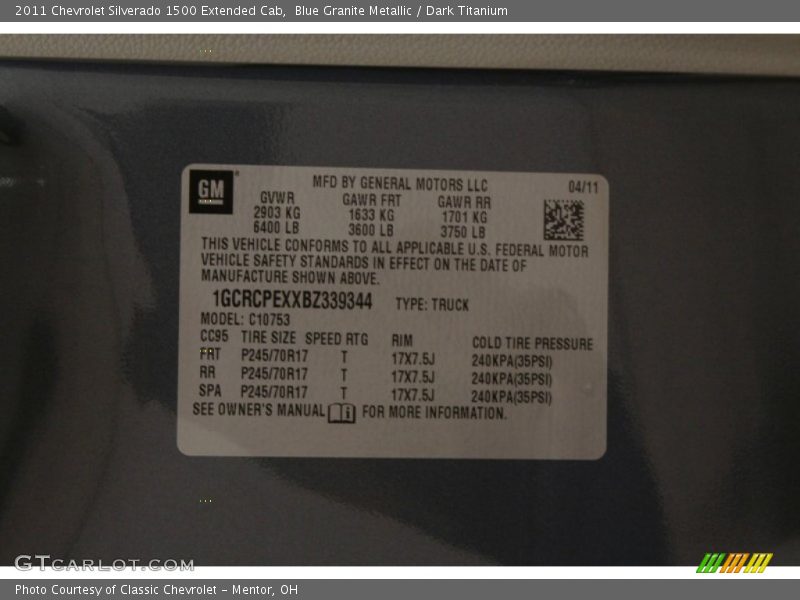 2011 Chevrolet Silverado 1500 Extended Cab, Blue Granite Metallic / Dark Titanium
GM
MFD BY GENERAL MOTORS LLC 04/11
GVWR GAWR FRT GAWR RR
2903 KG 1633 KG 1701 KG
6400 LB 3600 LB 3750 LB
THIS VEHICLE CONFORMS TO ALL APPLICABLE U.S. FEDERAL MOTOR
VEHICLE SAFETY STANDARDS IN EFFECT ON THE DATE OF
MANUFACTURE SHOWN ABOVE.
1GCRCPEXXBZ339344 TYPE: TRUCK
MODEL: C10753
CC95 TIRE SIZE SPEED RTG RIM COLD TIRE PRESSURE
FRT P245/70R17 T 17X7.5J 240KPA(35PSI)
RR P245/70R17 T 17X7.5J 240KPA(35PSI)
SPA P245/70R17 T 17X7.5J 240KPA(35PSI)
SEE OWNER'S MANUAL FOR MORE INFORMATION.
GTCARLOT.COM
Photo Courtesy of Classic Chevrolet - Mentor, OH